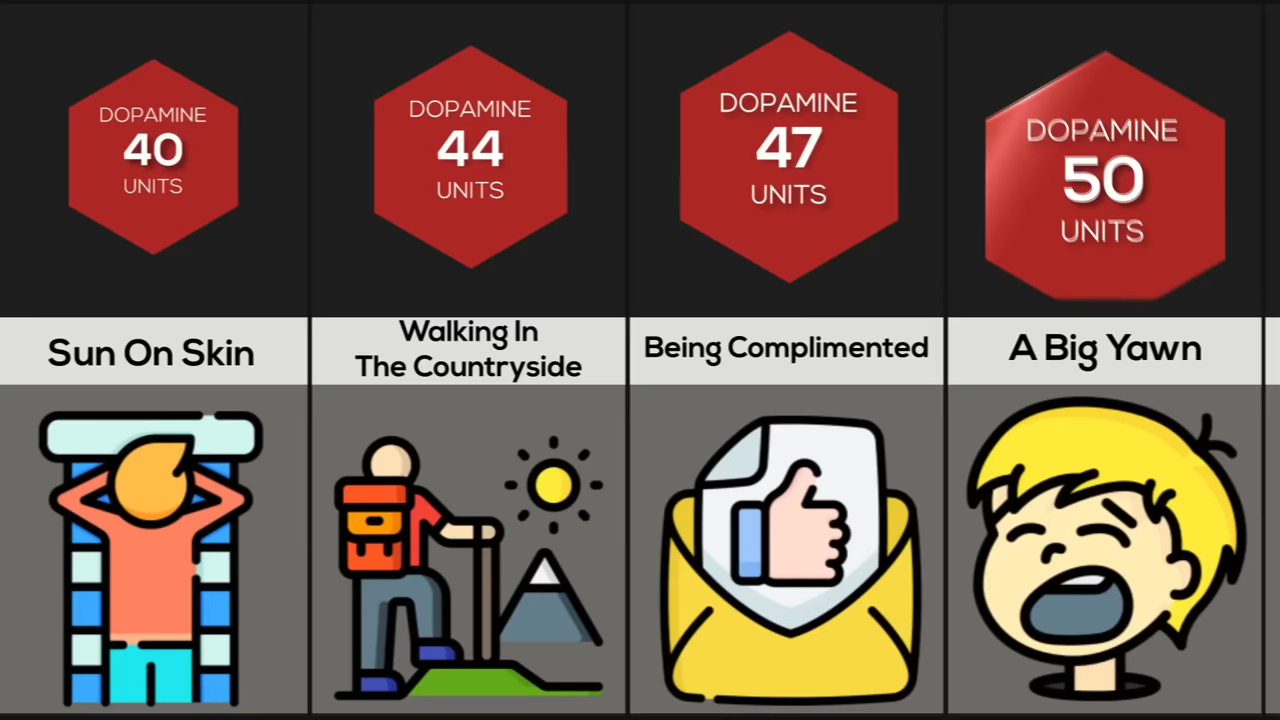 DOPAMINE
40
UNITS
DOPAMINE
44
UNITS
DOPAMINE
47
UNITS
DOPAMINE
50
UNITS
Sun On Skin
Walking In
The Countryside
Being Complimented
A Big Yawn